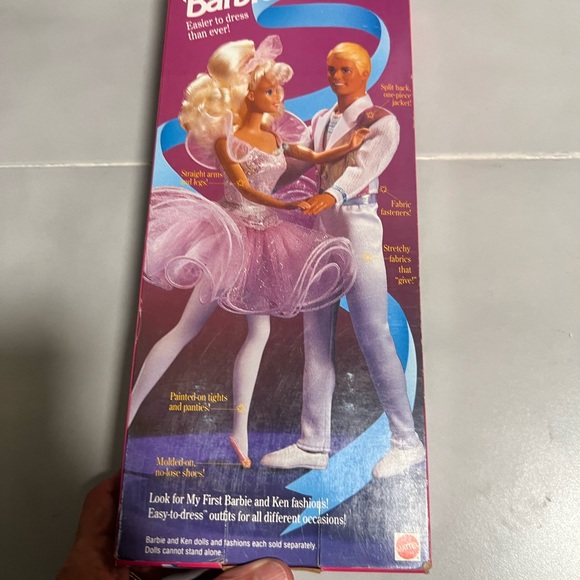 Barbie
Easier to dress
than ever!
Split back,
one-piece
jacket!
Straight arms
and legs!
Fabric
fasteners!
Stretchy
fabrics
that
"give!"
Painted-on tights
and panties!
Molded-on,
no-lose shoes!
Look for My First Barbie and Ken fashions!
Easy-to-dress™ outfits for all different occasions!
Barbie and Ken dolls and fashions each sold separately.
Dolls cannot stand alone.
MATTEL